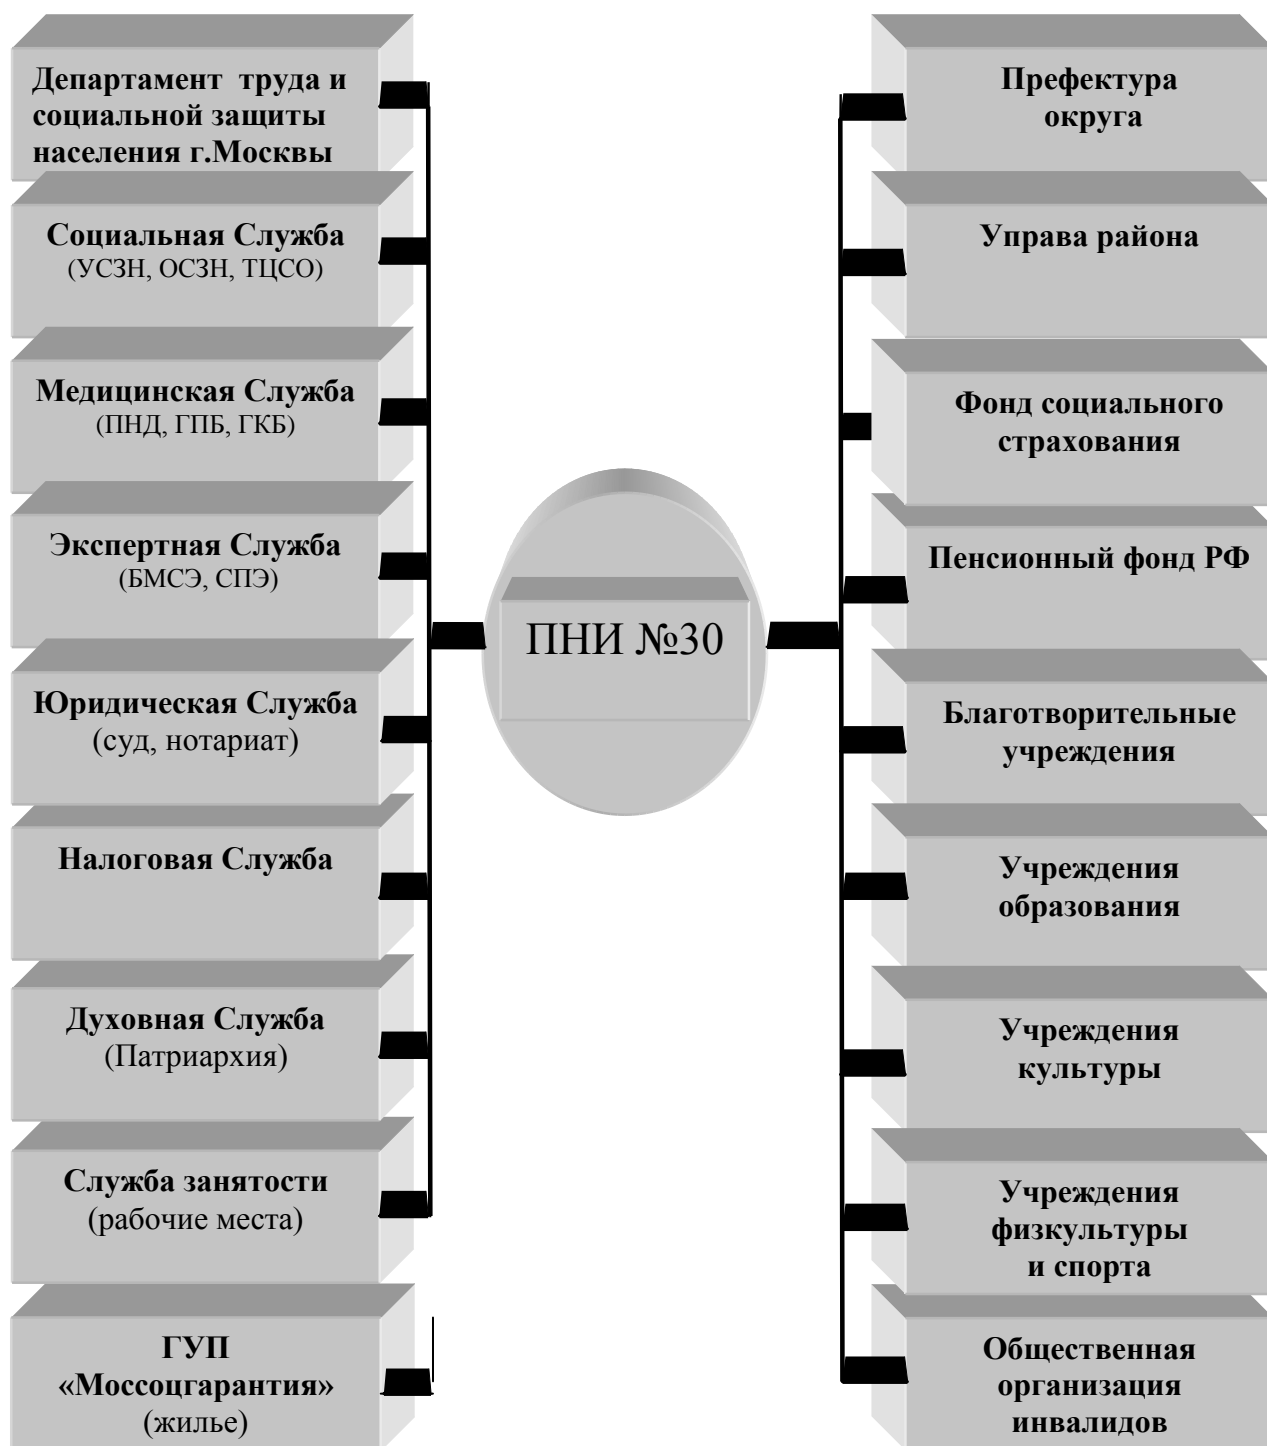 Департамент труда и
социальной защиты
населения г.Москвы
Социальная Служба
(УСЗН, ОСЗН, ТЦСО)
Медицинская Служба
(ПНД, ГПБ, ГКБ)
Экспертная Служба
(БМСЭ, СПЭ)
Юридическая Служба
(суд, нотариат)
Налоговая Служба
Духовная Служба
(Патриархия)
Служба занятости
(рабочие места)
ГУП
«Моссоцгарантия»
(жилье)
ПНИ №30
Префектура
округа
Управа района
Фонд социального
страхования
Пенсионный фонд РФ
Благотворительные
учреждения
Учреждения
образования
Учреждения
культуры
Учреждения
физкультуры
и спорта
Общественная
организация
инвалидов